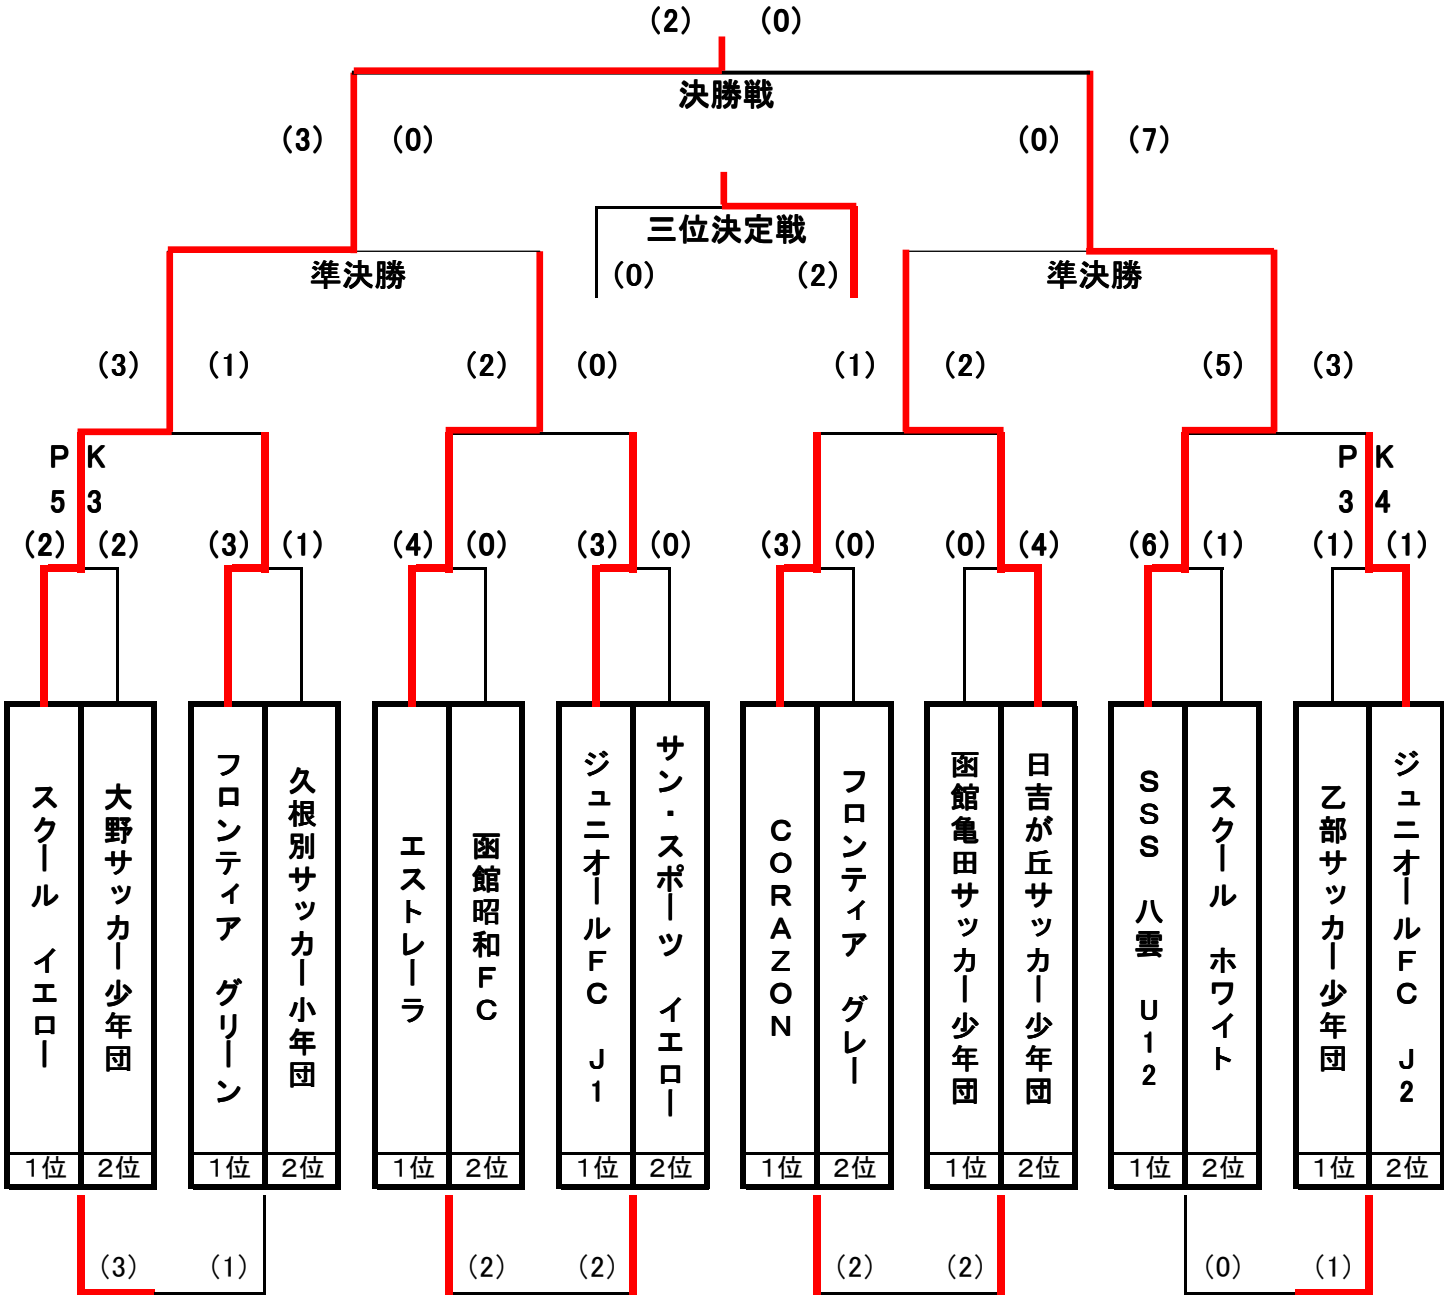 (2) (0)
決勝戦
(3) (0) (0) (7)
三位決定戦
準決勝 (0) (2) 準決勝
(3) (1) (2) (0) (1) (2) (5) (3)
P K P K
5 3 3 4
(2) (2) (3) (1) (4) (0) (3) (0) (3) (0) (0) (4) (6) (1) (1) (1)
スクール イエロー
大野サッカー少年団
フロンティア グリーン
久根別サッカー小年団
エストレーラ
函館昭和FC
ジュニオールFC J1
サン・スポーツ イエロー
CORAZON
フロンティア グレー
函館亀田サッカー少年団
日吉が丘サッカー少年団
SSS 八雲 U12
スクール ホワイト
乙部サッカー少年団
ジュニオールFC J2
1位 2位 1位 2位 1位 2位 1位 2位 1位 2位 1位 2位 1位 2位 1位 2位
(3) (1) (2) (2) (2) (2) (0) (1)